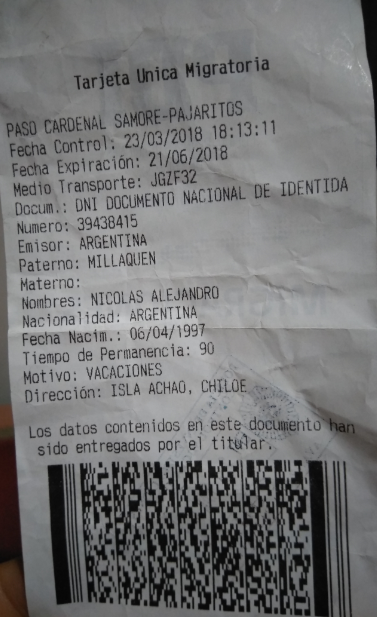 Tarjeta Unica Migratoria
PASO CARDENAL SAMORE-PAJARITOS
Fecha Control: 23/03/2018 18:13:11
Fecha Expiración: 21/06/2018
Medio Transporte: JGZF32
Docum.: DNI DOCUMENTO NACIONAL DE IDENTIDA
Numero: 39438415
Emisor: ARGENTINA
Paterno: MILLAQUEN
Materno:
Nombres: NICOLAS ALEJANDRO
Nacionalidad: ARGENTINA
Fecha Nacim.: 06/04/1997
Tiempo de Permanencia: 90
Motivo: VACACIONES
Dirección: ISLA ACHAO, CHILOE
Los datos contenidos en este documento han
sido entregados por el titular.